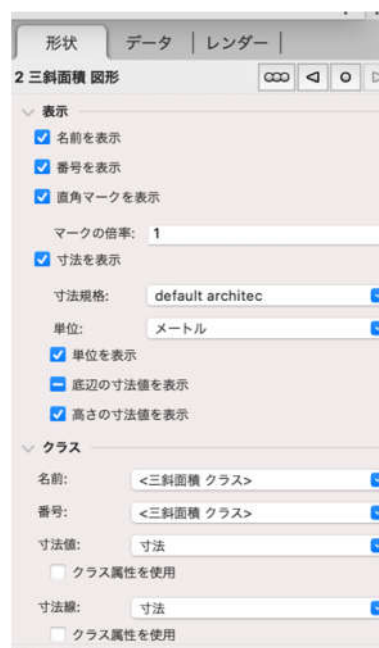 形状 データ レンダー
2 三斜面積 図形
表示
名前を表示
番号を表示
直角マークを表示
マークの倍率: 1
寸法を表示
寸法規格: default architec
単位: メートル
単位を表示
底辺の寸法値を表示
高さの寸法値を表示
クラス
名前: <三斜面積 クラス>
番号: <三斜面積 クラス>
寸法値: 寸法
クラス属性を使用
寸法線: 寸法
クラス属性を使用